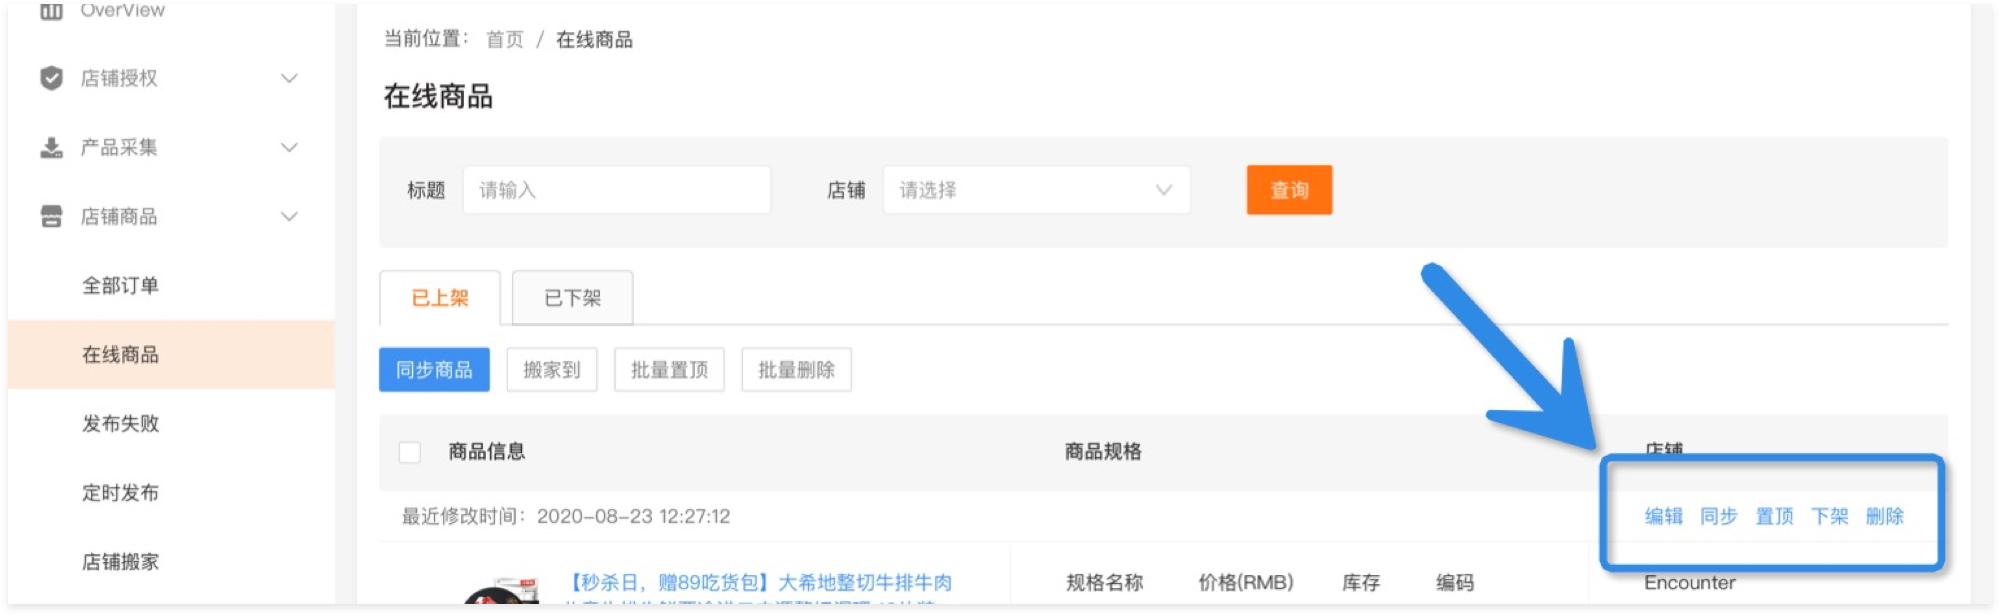 OverView
店铺授权
产品采集
店铺商品
全部订单
在线商品
发布失败
定时发布
店铺搬家
当前位置： 首页 / 在线商品
在线商品
标题 请输入 店铺 请选择 查询
已上架 已下架
同步商品 搬家到 批量置顶 批量删除
商品信息 商品规格 店铺
最近修改时间：2020-08-23 12:27:12 编辑 同步 置顶 下架 删除
【秒杀日，赠89吃货包】大希地整切牛排牛肉 规格名称 价格(RMB) 库存 编码 Encounter